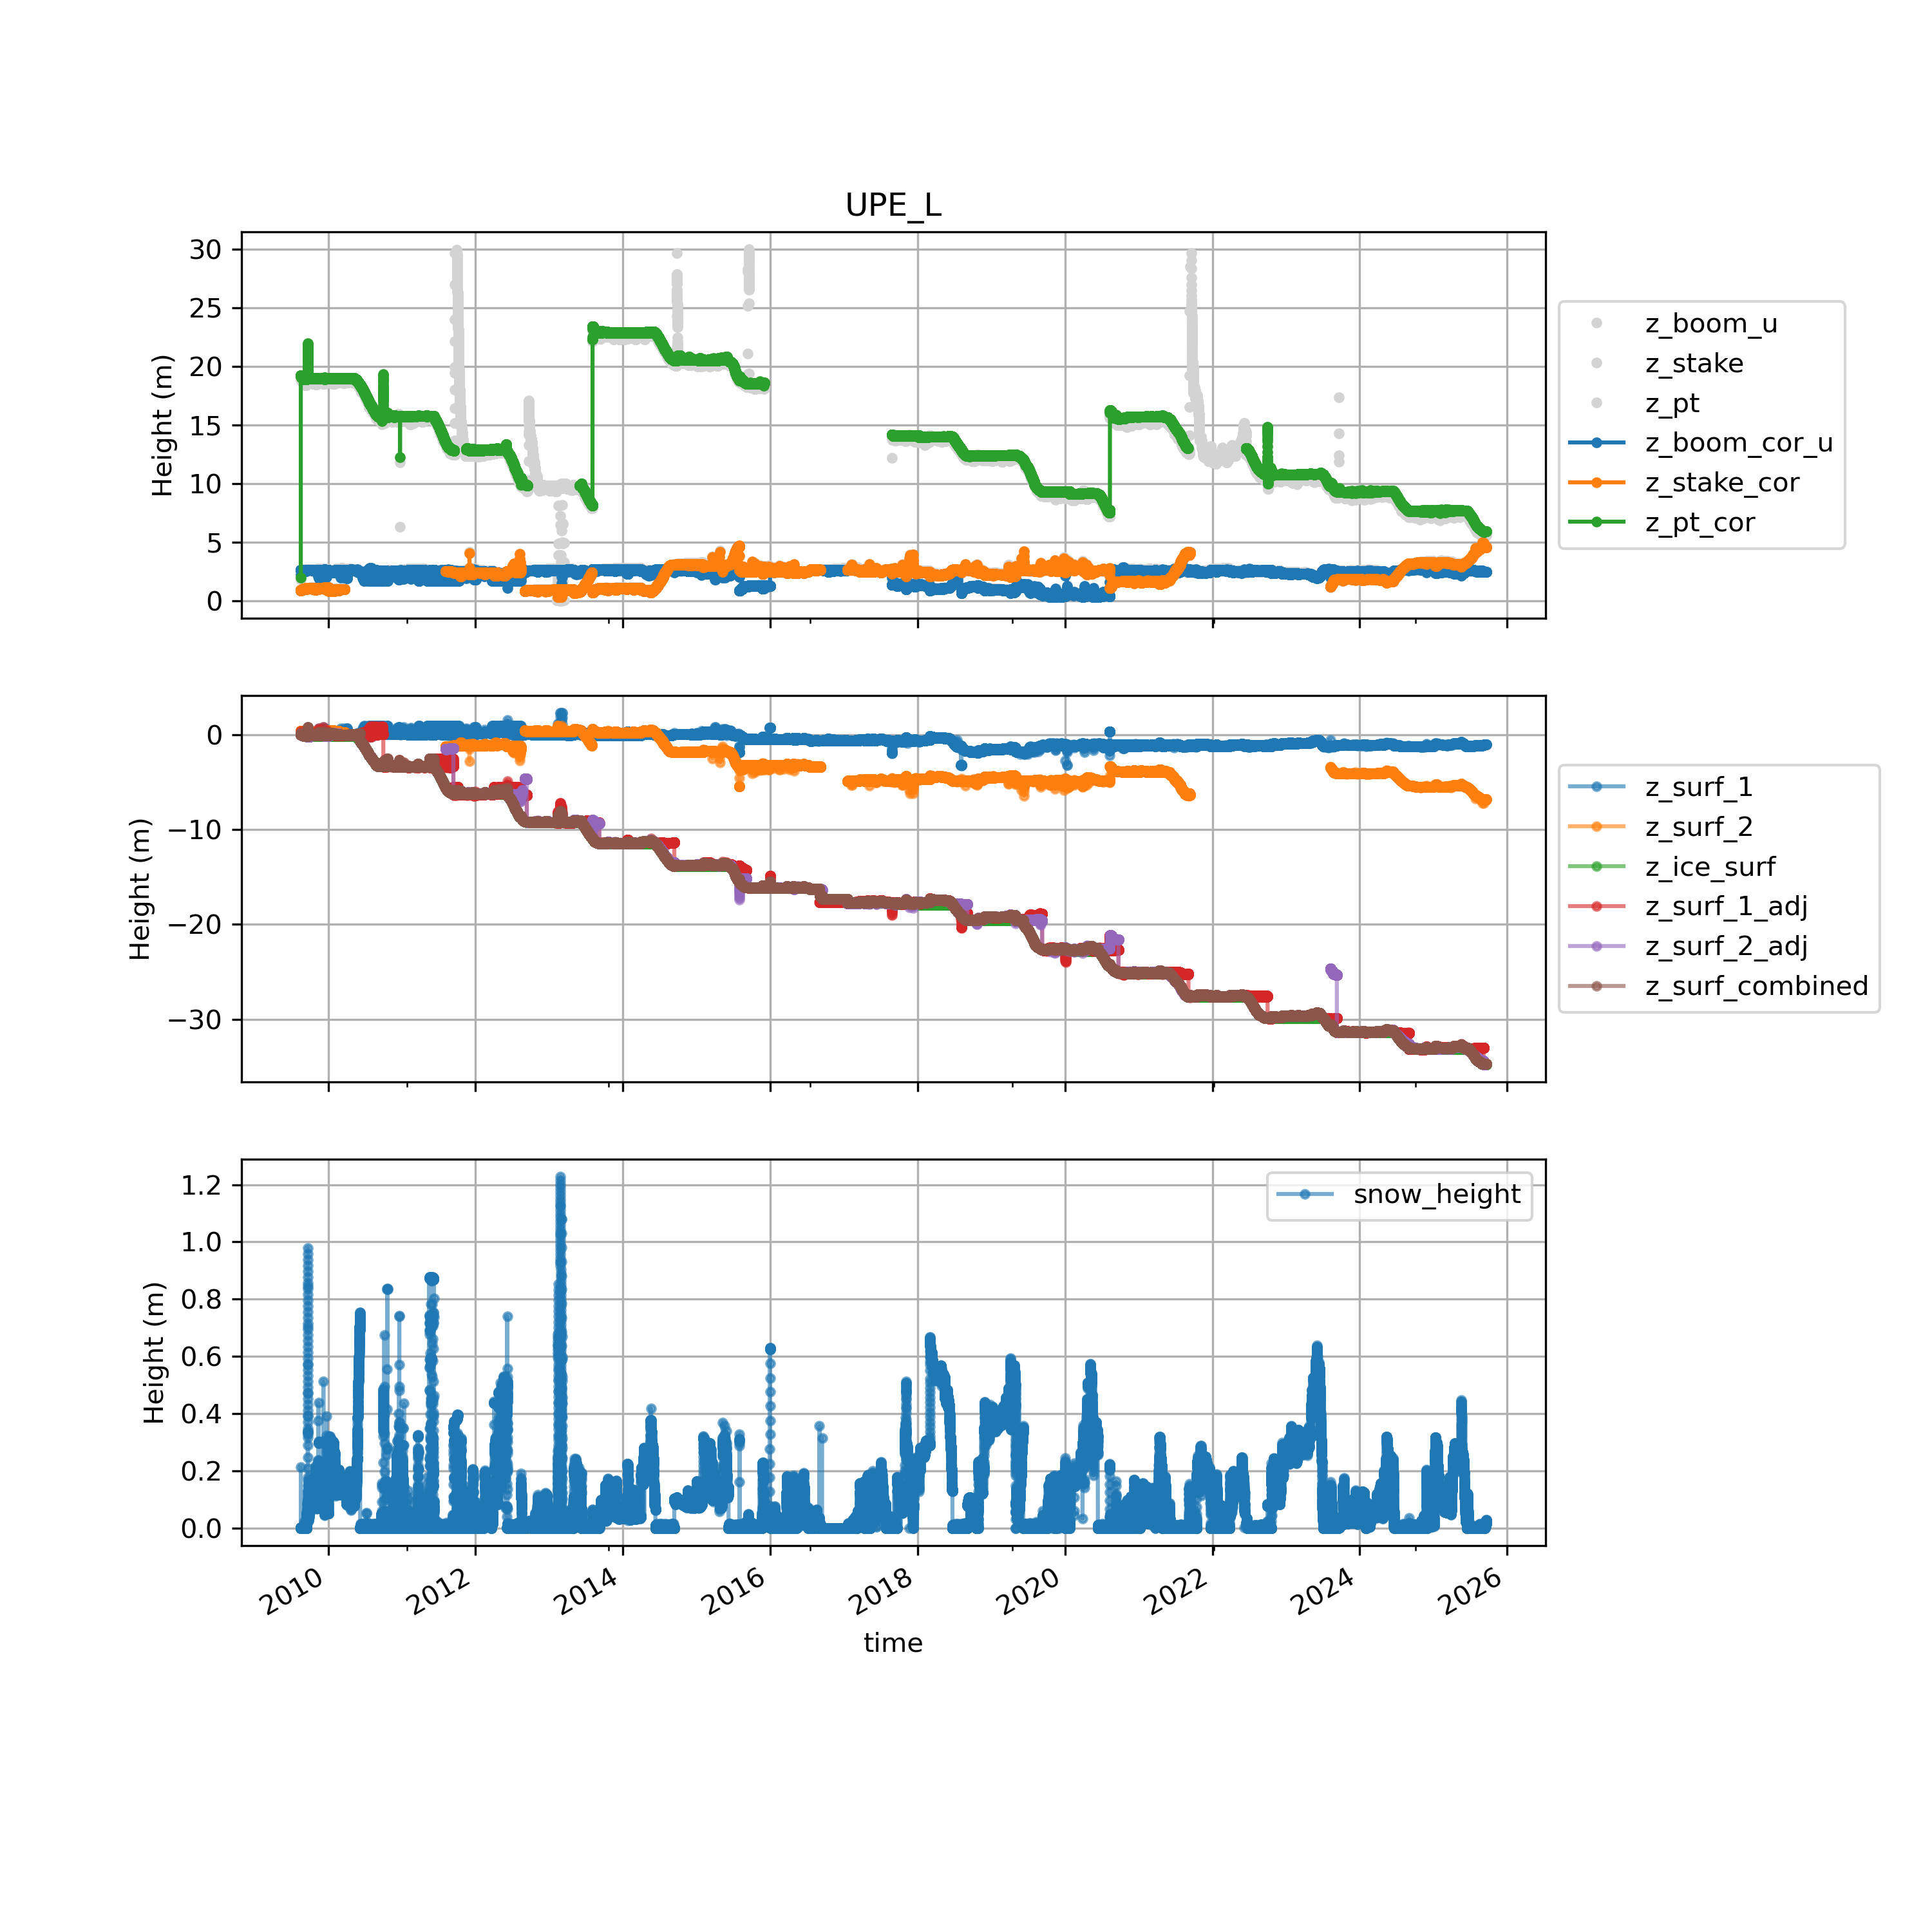 UPE_L
30
25
20
15
10
5
0
Height (m)
z_boom_u
z_stake
z_pt
z_boom_cor_u
z_stake_cor
z_pt_cor
0
−10
−20
−30
Height (m)
z_surf_1
z_surf_2
z_ice_surf
z_surf_1_adj
z_surf_2_adj
z_surf_combined
1.2
1.0
0.8
0.6
0.4
0.2
0.0
Height (m)
snow_height
2010 2012 2014 2016 2018 2020 2022 2024 2026
time